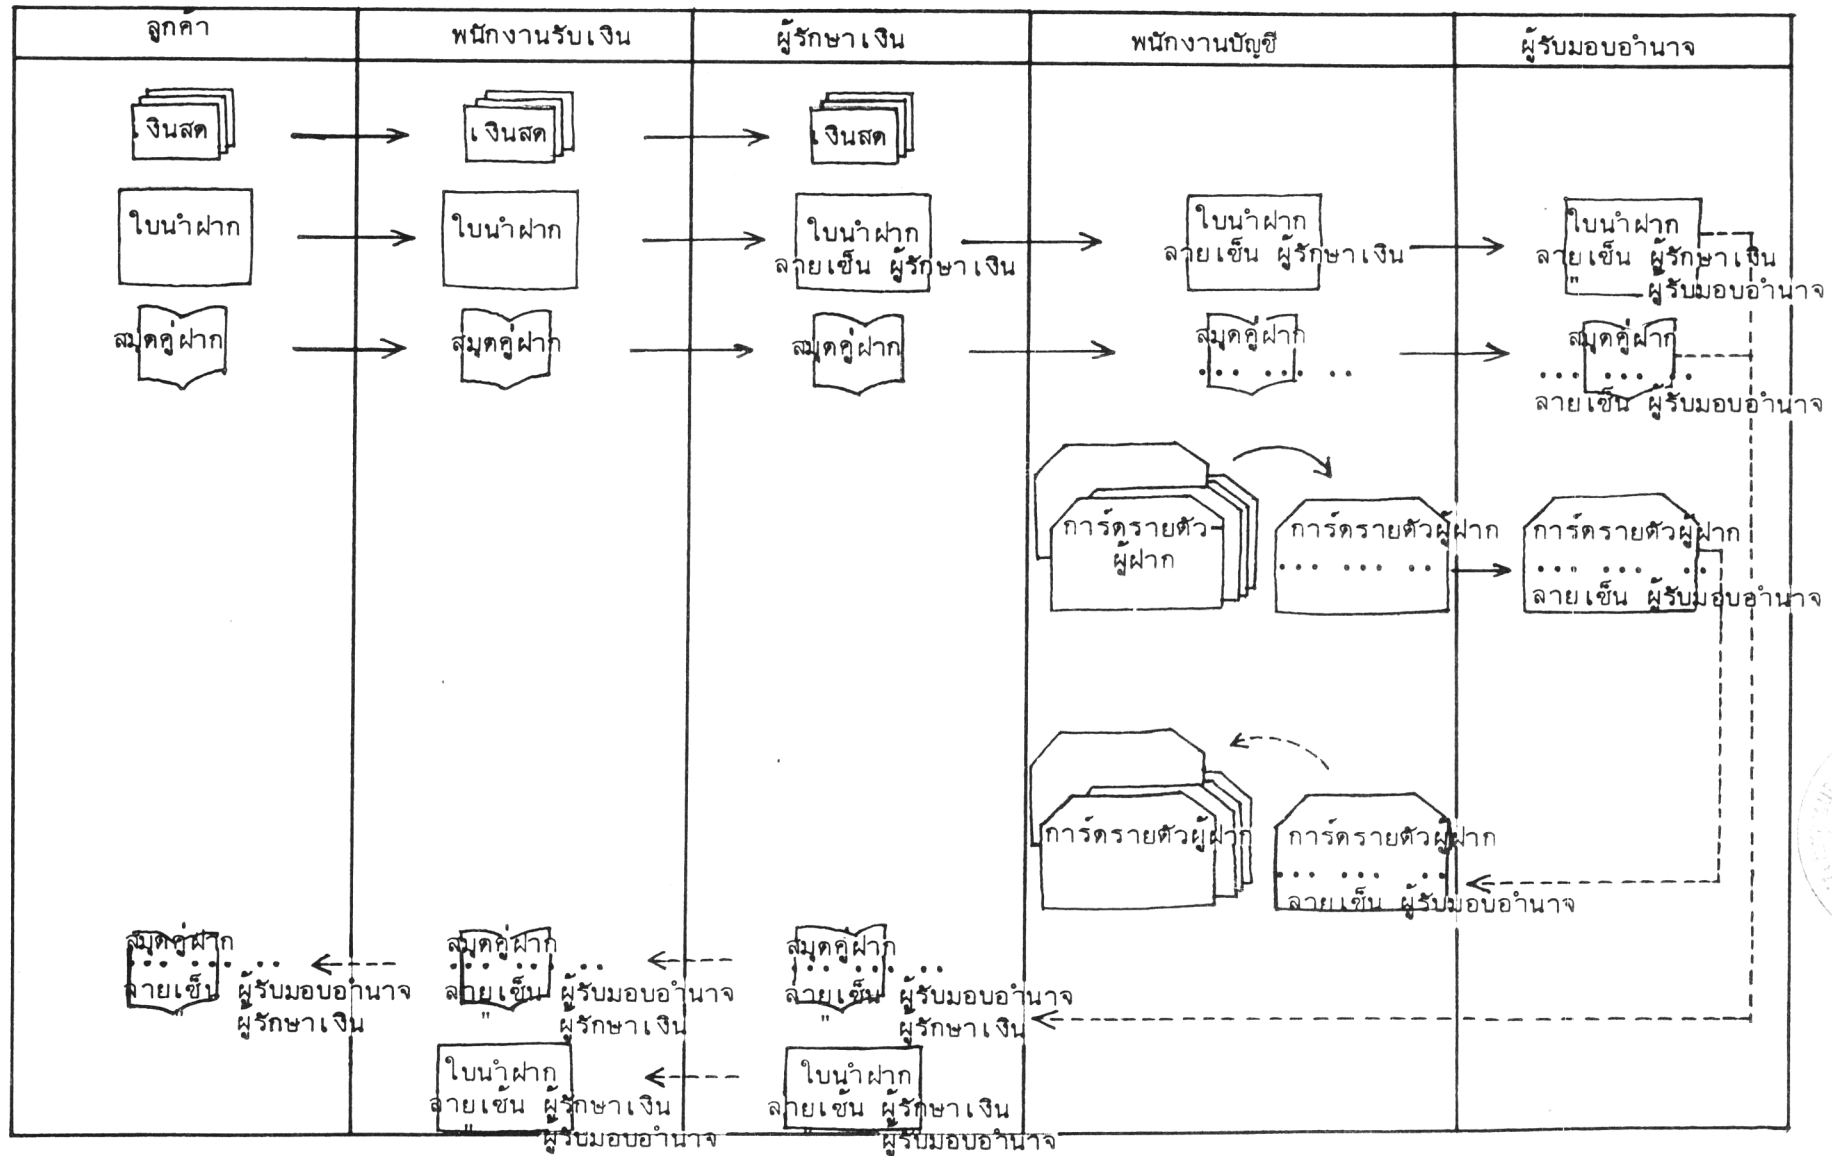 ลูกค้า
พนักงานรับเงิน
ผู้รักษาเงิน
พนักงานบัญชี
ผู้รับมอบอำนาจ
เงินสด
เงินสด
เงินสด
ใบนำฝาก
ใบนำฝาก
ใบนำฝาก
ลายเซ็น ผู้รักษาเงิน
ใบนำฝาก
ลายเซ็น ผู้รักษาเงิน
ใบนำฝาก
ลายเซ็น ผู้รักษาเงิน
" ผู้รับมอบอำนาจ
สมุดคู่ฝาก
สมุดคู่ฝาก
สมุดคู่ฝาก
สมุดคู่ฝาก
... ... ..
สมุดคู่ฝาก
... ... ..
ลายเซ็น ผู้รับมอบอำนาจ
การ์ดรายตัว
ผู้ฝาก
การ์ดรายตัวผู้ฝาก
... ... ..
การ์ดรายตัวผู้ฝาก
... ... ..
ลายเซ็น ผู้รับมอบอำนาจ
การ์ดรายตัวผู้ฝาก
การ์ดรายตัวผู้ฝาก
... ... ..
ลายเซ็น ผู้รับมอบอำนาจ
สมุดคู่ฝาก
... ... ..
ลายเซ็น ผู้รับมอบอำนาจ
" ผู้รักษาเงิน
สมุดคู่ฝาก
... ... ..
ลายเซ็น ผู้รับมอบอำนาจ
" ผู้รักษาเงิน
สมุดคู่ฝาก
... ... ..
ลายเซ็น ผู้รับมอบอำนาจ
" ผู้รักษาเงิน
ใบนำฝาก
ลายเซ็น ผู้รักษาเงิน
" ผู้รับมอบอำนาจ
ใบนำฝาก
ลายเซ็น ผู้รักษาเงิน
" ผู้รับมอบอำนาจ